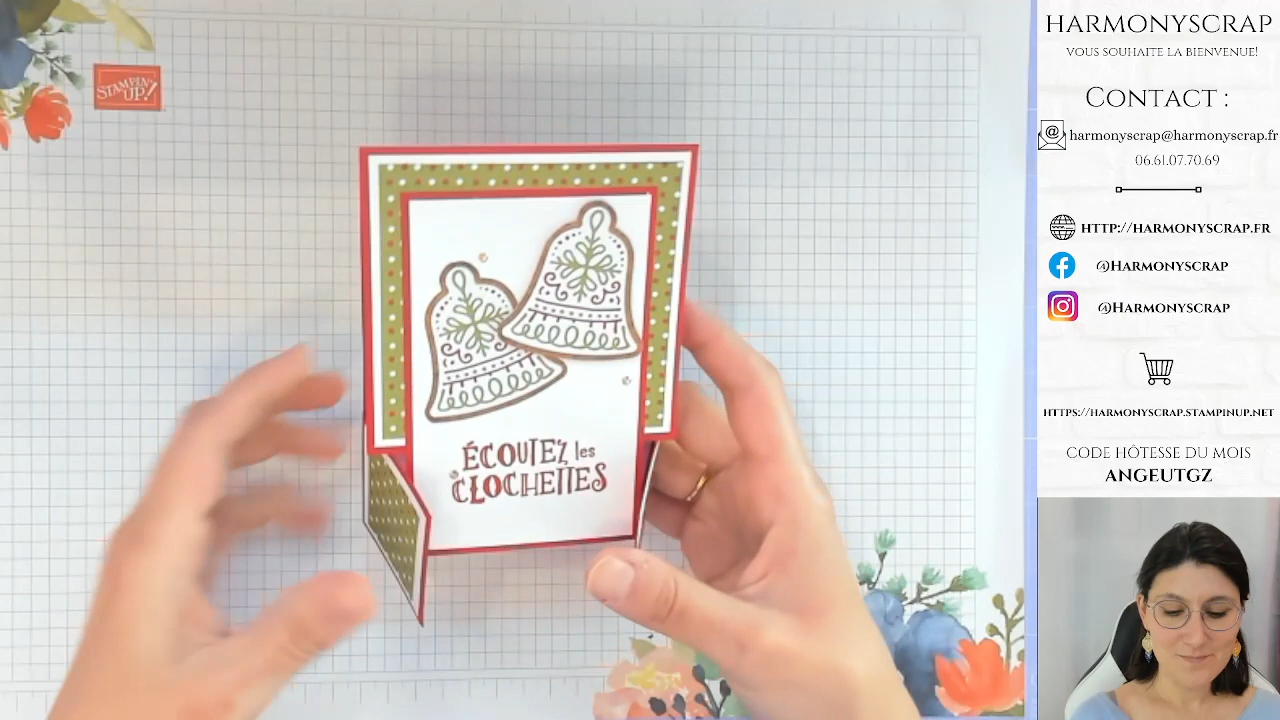 STAMPIN' UP!
ÉCOUTEZ les
CLOCHETTES
HARMONYSCRAP
VOUS SOUHAITE LA BIENVENUE!
CONTACT :
harmonyscrap@harmonyscrap.fr
06.61.07.70.69
HTTP://HARMONYSCRAP.FR
@HARMONYSCRAP
@HARMONYSCRAP
HTTPS://HARMONYSCRAP.STAMPINUP.NET
CODE HÔTESSE DU MOIS
ANGEUTGZ